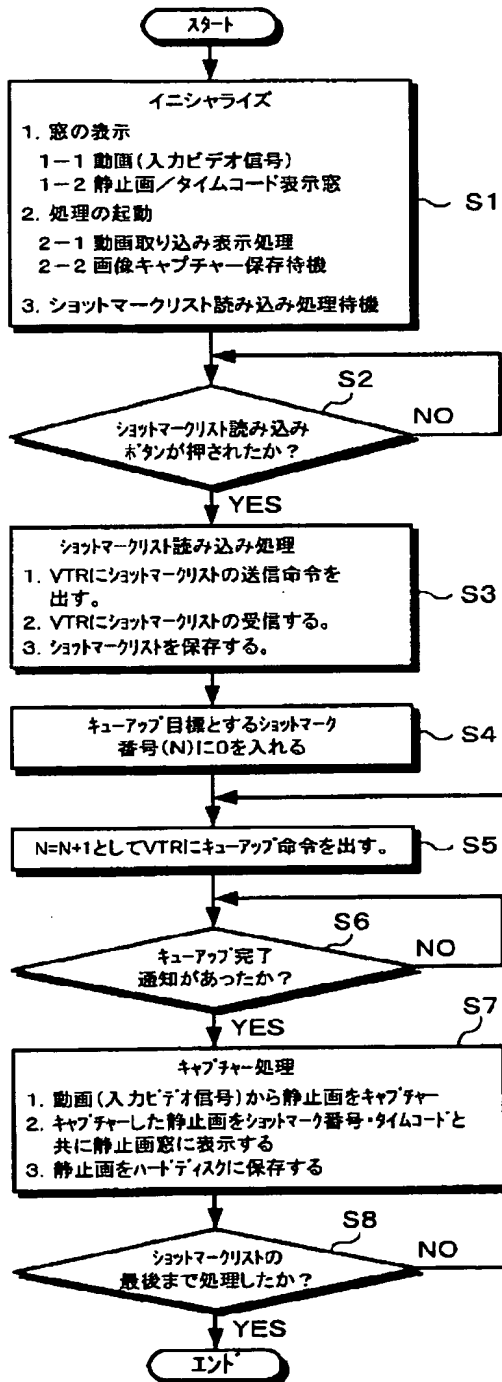 スタート
イニシャライズ
1. 窓の表示
1－1 動画(入力ビデオ信号)
1－2 静止画／タイムコード表示窓
2. 処理の起動
2－1 動画取り込み表示処理
2－2 画像キャプチャー保存待機
3. ショットマークリスト読み込み処理待機
S1
S2
ショットマークリスト読み込み
ボタンが押されたか？
NO
YES
ショットマークリスト読み込み処理
1. VTRにショットマークリストの送信命令を
出す。
2. VTRにショットマークリストの受信する。
3. ショットマークリストを保存する。
S3
キューアップ目標とするショットマーク
番号(N)に0を入れる
S4
N=N+1としてVTRにキューアップ命令を出す。
S5
S6
キューアップ完了
通知があったか？
NO
YES
S7
キャプチャー処理
1. 動画(入力ビデオ信号)から静止画をキャプチャー
2. キャプチャーした静止画をショットマーク番号・タイムコードと
共に静止画窓に表示する
3. 静止画をハードディスクに保存する
S8
ショットマークリストの
最後まで処理したか？
NO
YES
エンド